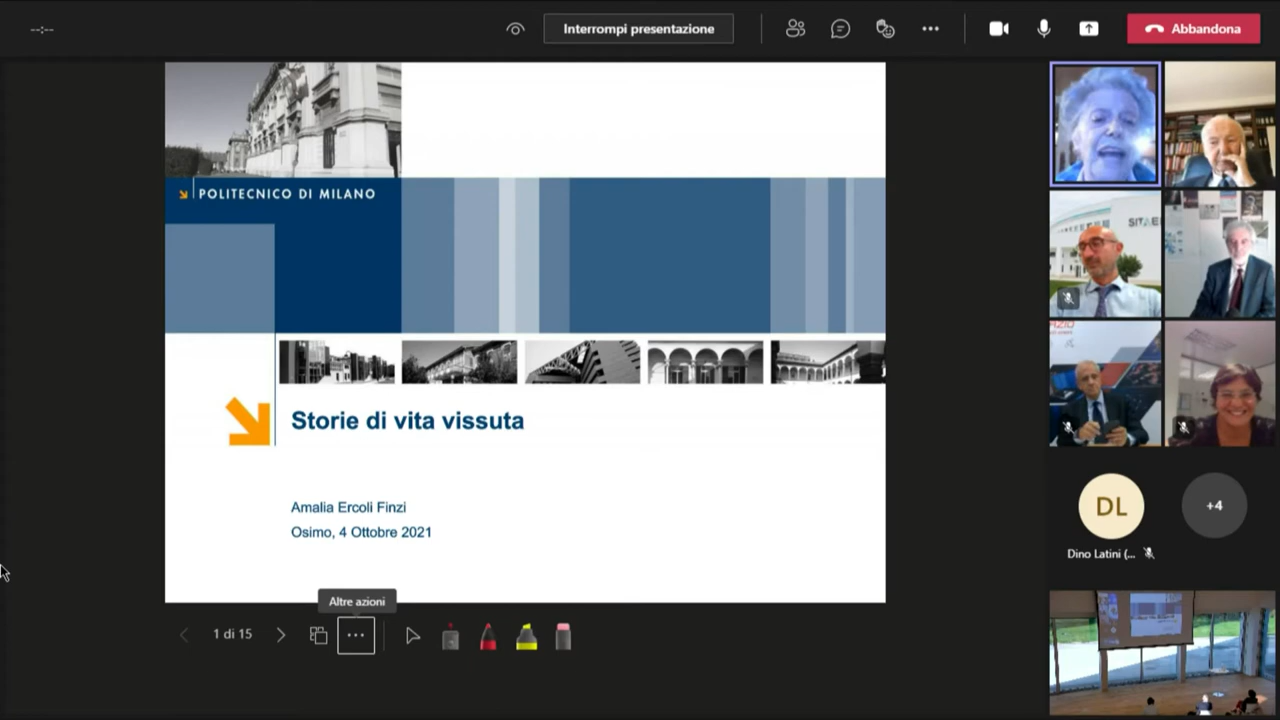 --:--
Interrompi presentazione
Abbandona
POLITECNICO DI MILANO
Storie di vita vissuta
Amalia Ercoli Finzi
Osimo, 4 Ottobre 2021
Altre azioni
1 di 15
DL
+4
Dino Latini (...